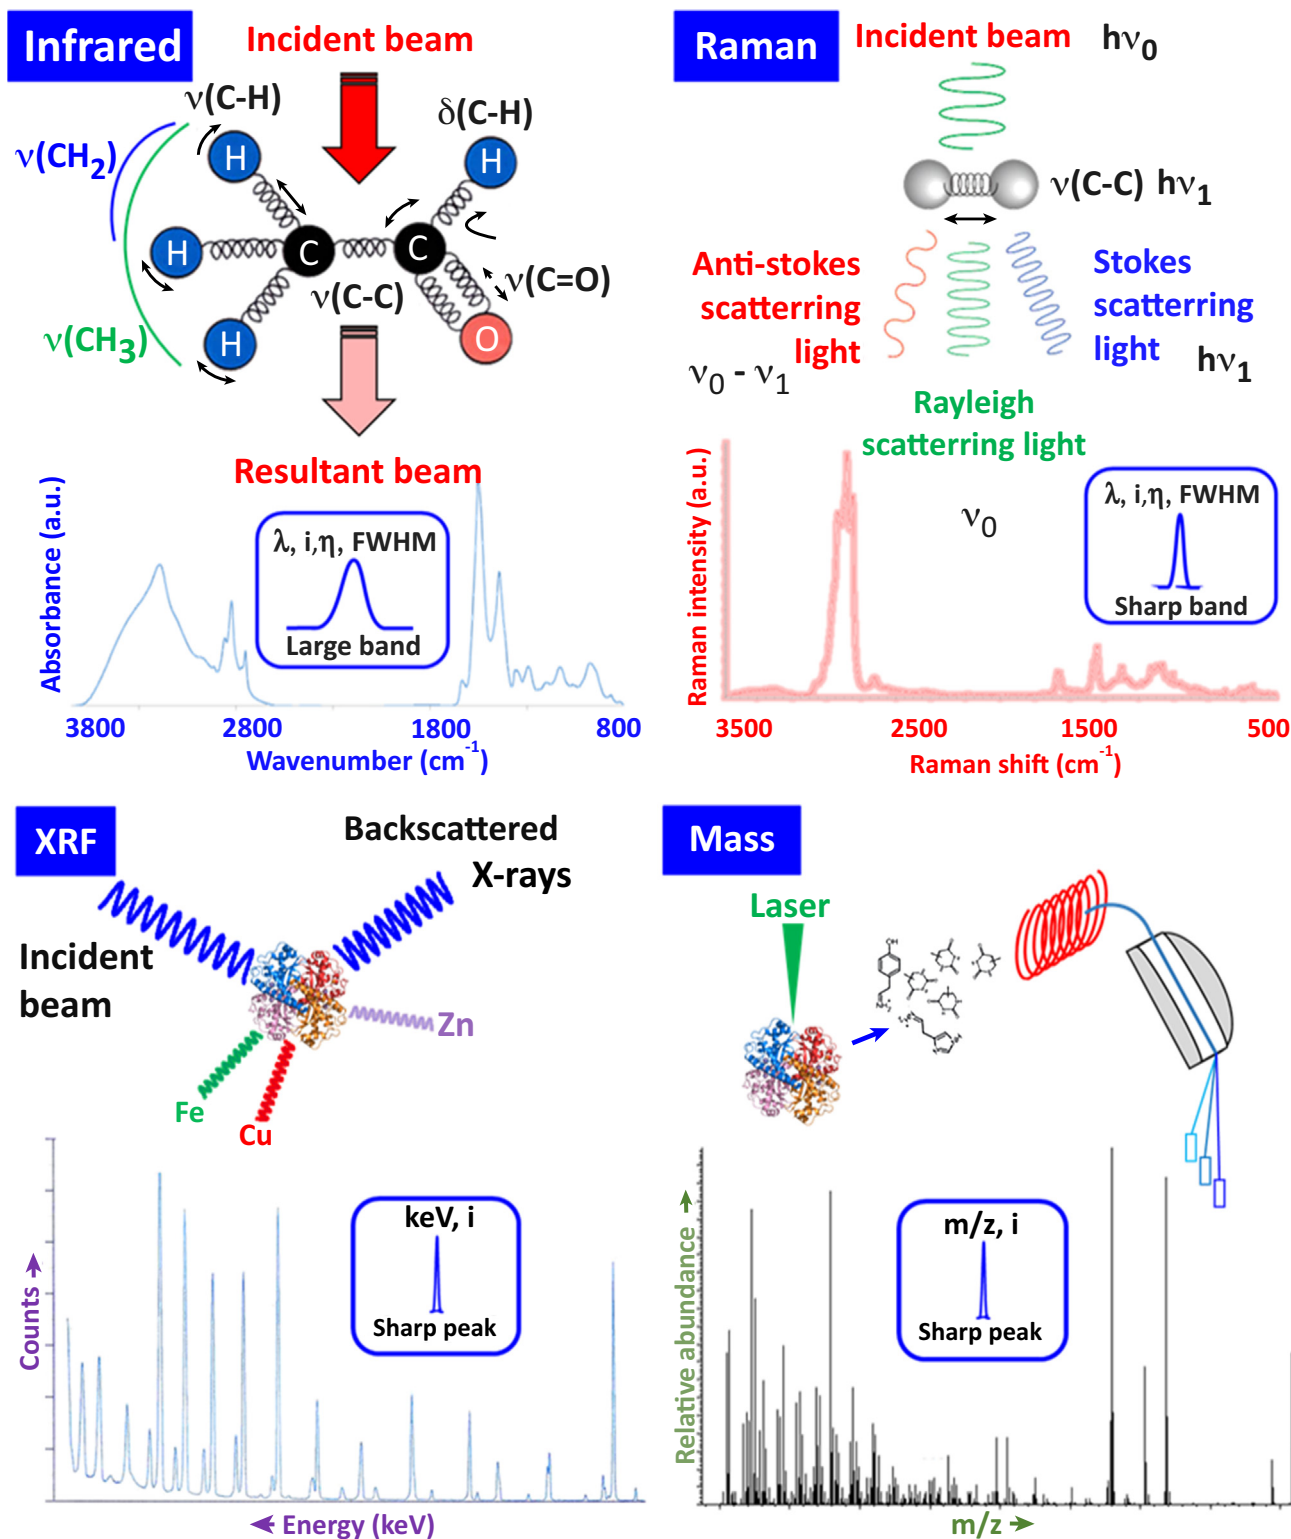 Infrared
Incident beam
ν(C-H)
δ(C-H)
ν(CH2)
H
H
H
C
C
ν(C=O)
ν(C-C)
ν(CH3)
H
O
Resultant beam
Absorbance (a.u.)
λ, i,η, FWHM
Large band
3800
2800
1800
800
Wavenumber (cm-1)
Raman
Incident beam
hν0
ν(C-C)
hν1
Anti-stokes
scatterring
light
Stokes
scatterring
light
hν1
ν0 - ν1
Rayleigh
scatterring light
Raman intensity (a.u.)
ν0
λ, i,η, FWHM
Sharp band
3500
2500
1500
500
Raman shift (cm-1)
XRF
Backscattered
X-rays
Incident
beam
Zn
Fe
Cu
Counts →
keV, i
Sharp peak
← Energy (keV)
Mass
Laser
OH
Relative abundance →
m/z, i
Sharp peak
m/z →